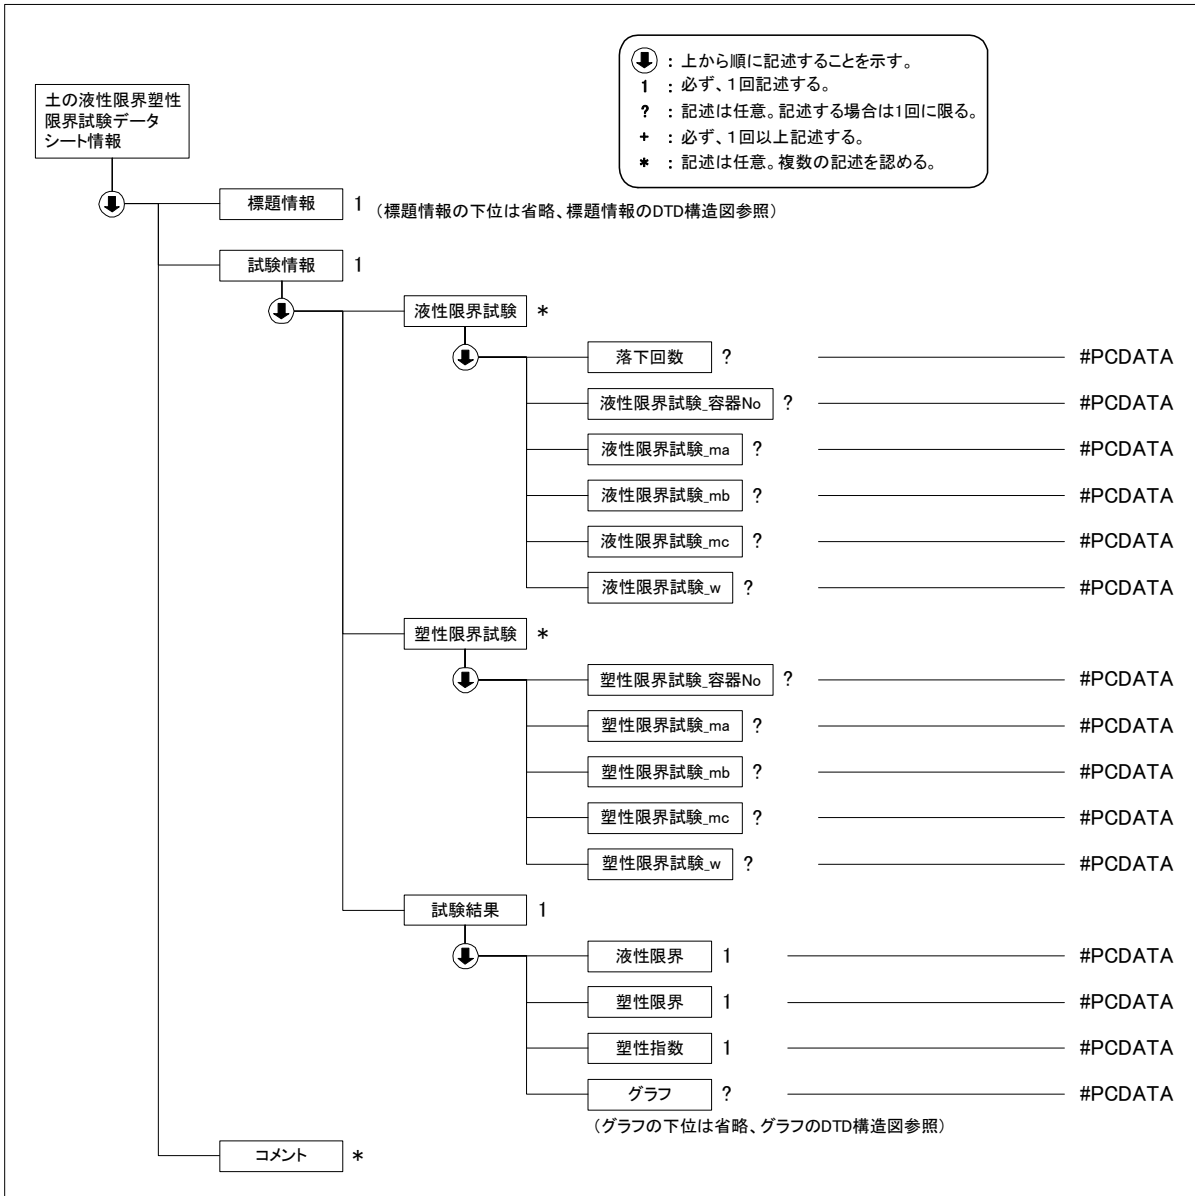 ：上から順に記述することを示す。
1 ：必ず、1回記述する。
? ：記述は任意。記述する場合は1回に限る。
+ ：必ず、1回以上記述する。
* ：記述は任意。複数の記述を認める。
土の液性限界塑性
限界試験データ
シート情報
標題情報 1 （標題情報の下位は省略、標題情報のDTD構造図参照）
試験情報 1
液性限界試験 *
落下回数 ? #PCDATA
液性限界試験_容器No ? #PCDATA
液性限界試験_ma ? #PCDATA
液性限界試験_mb ? #PCDATA
液性限界試験_mc ? #PCDATA
液性限界試験_w ? #PCDATA
塑性限界試験 *
塑性限界試験_容器No ? #PCDATA
塑性限界試験_ma ? #PCDATA
塑性限界試験_mb ? #PCDATA
塑性限界試験_mc ? #PCDATA
塑性限界試験_w ? #PCDATA
試験結果 1
液性限界 1 #PCDATA
塑性限界 1 #PCDATA
塑性指数 1 #PCDATA
グラフ ? #PCDATA
（グラフの下位は省略、グラフのDTD構造図参照）
コメント *